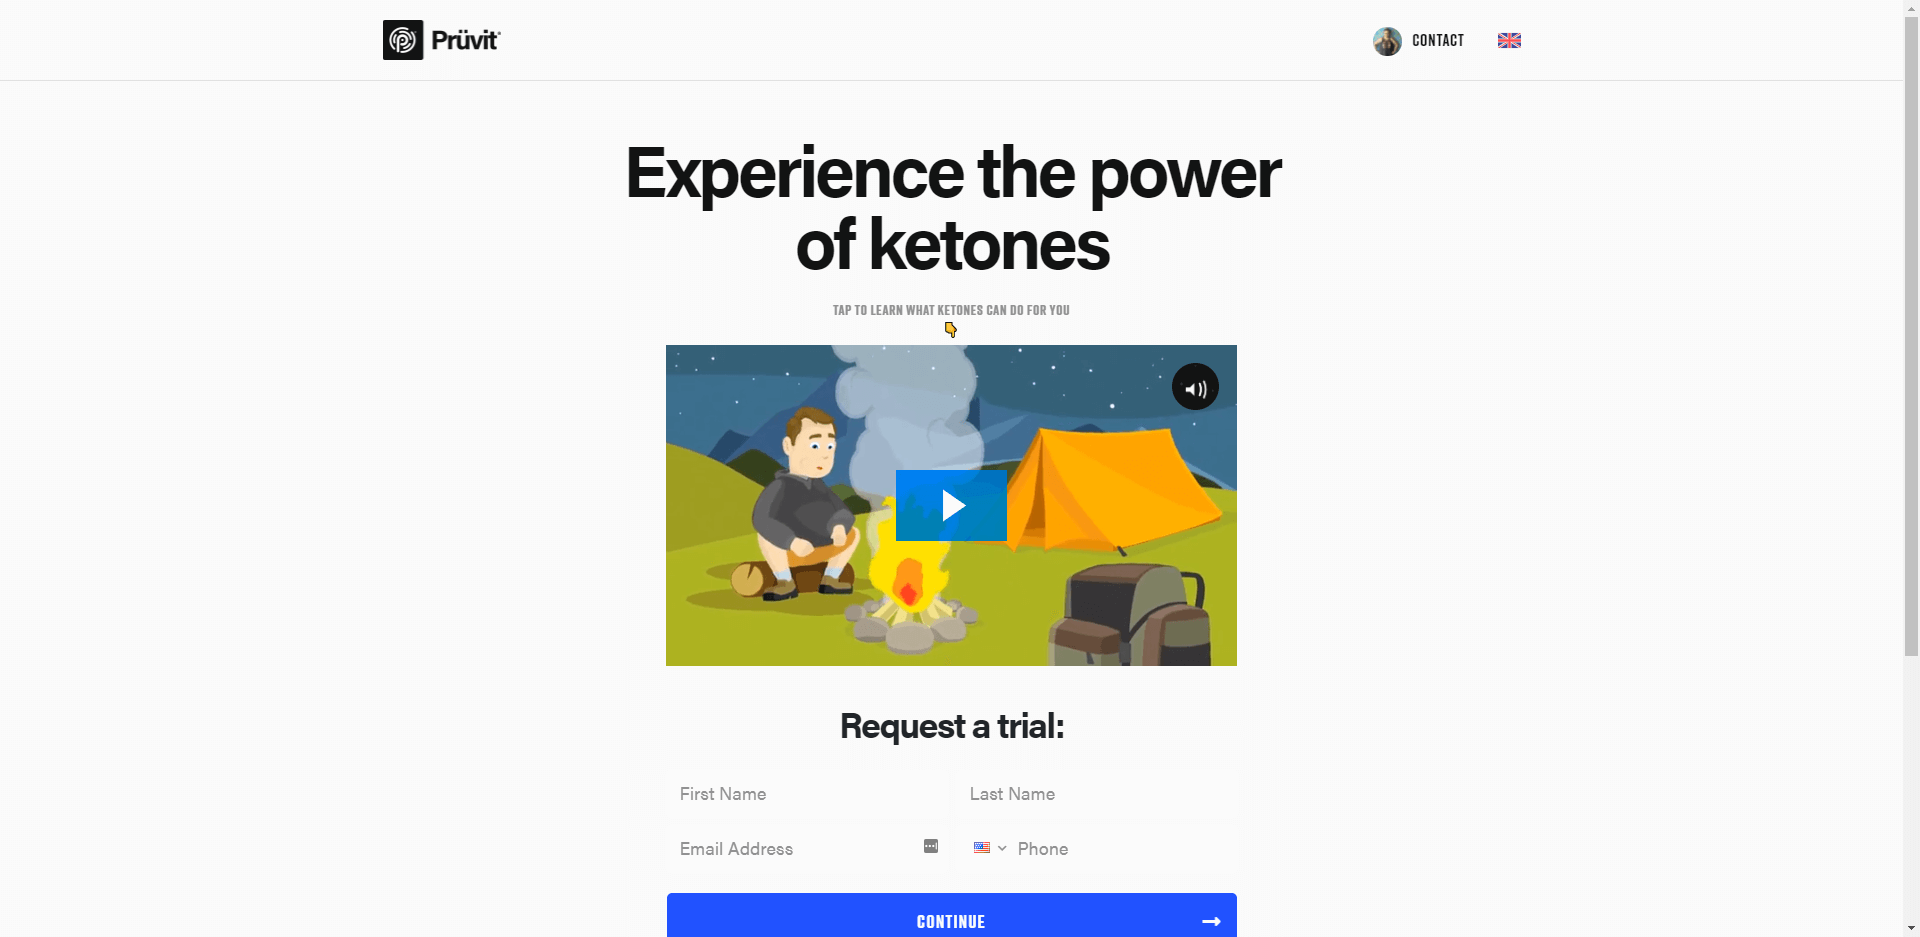 Prüvit
CONTACT
Experience the power
of ketones
TAP TO LEARN WHAT KETONES CAN DO FOR YOU
Request a trial:
First Name
Last Name
Email Address
Phone
CONTINUE